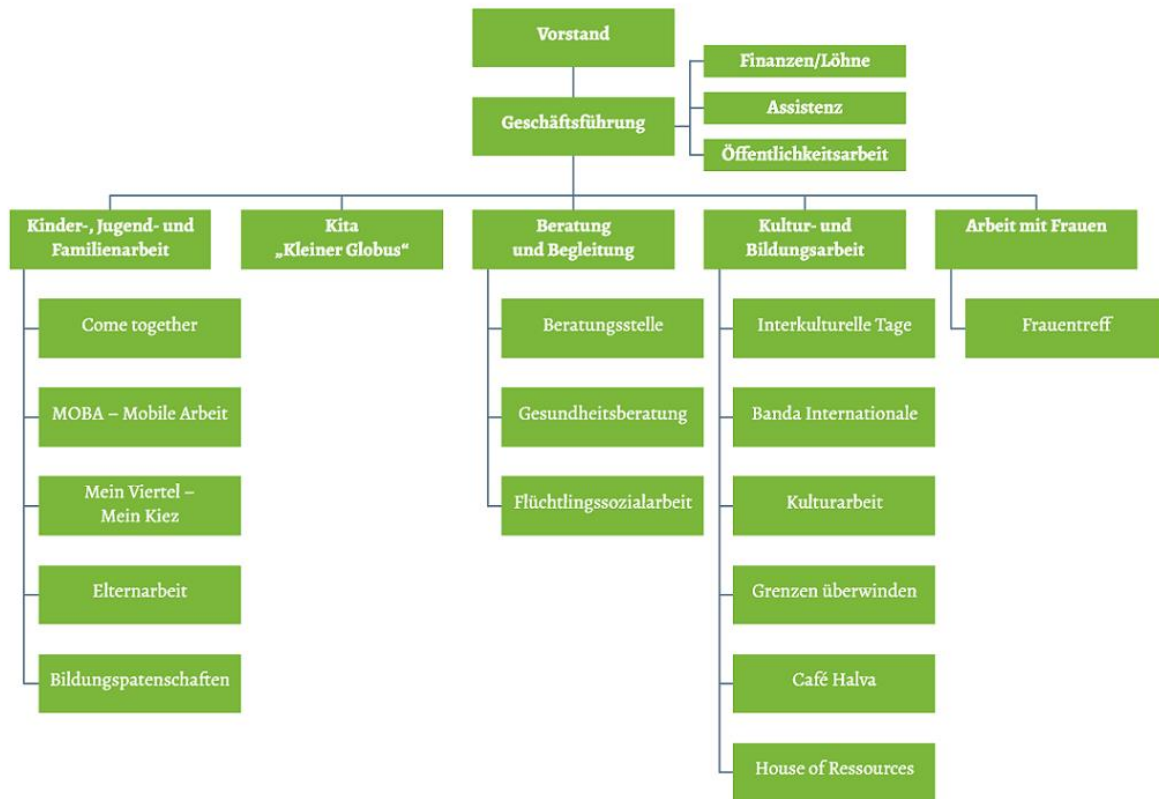 Vorstand
Geschäftsführung
Finanzen/Löhne
Assistenz
Öffentlichkeitsarbeit
Kinder-, Jugend- und
Familienarbeit
Come together
MOBA – Mobile Arbeit
Mein Viertel –
Mein Kiez
Elternarbeit
Bildungspatenschaften
Kita
„Kleiner Globus“
Beratung
und Begleitung
Beratungsstelle
Gesundheitsberatung
Flüchtlingssozialarbeit
Kultur- und
Bildungsarbeit
Interkulturelle Tage
Banda Internationale
Kulturarbeit
Grenzen überwinden
Café Halva
House of Ressources
Arbeit mit Frauen
Frauentreff